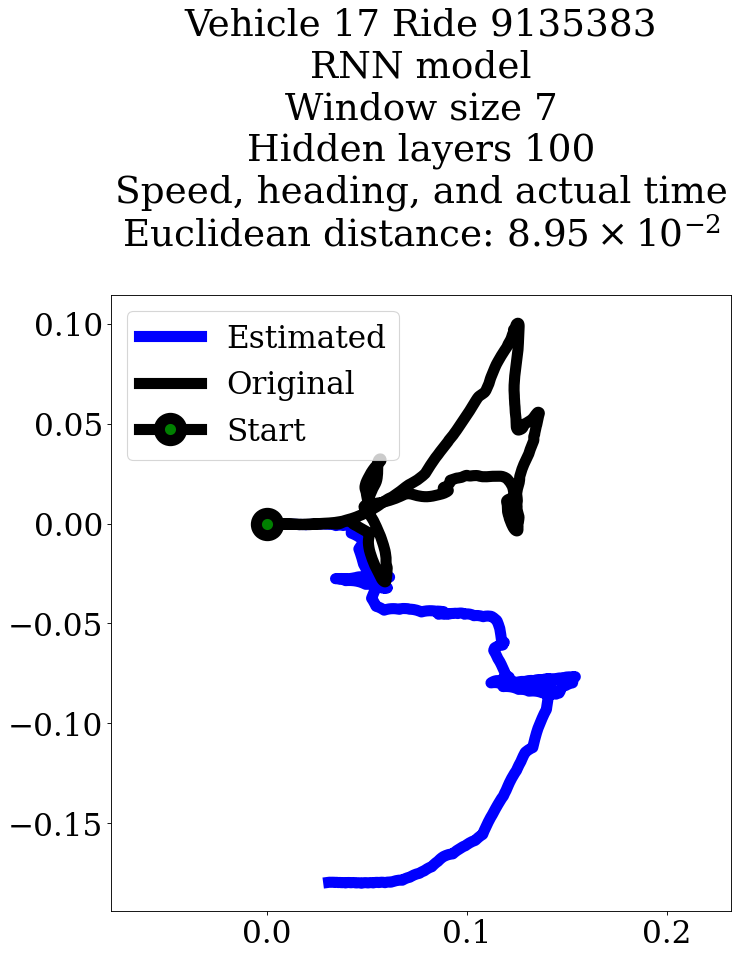 Vehicle 17 Ride 9135383
RNN model
Window size 7
Hidden layers 100
Speed, heading, and actual time
Euclidean distance: 8.95 × 10⁻²
Estimated
Original
Start
0.10
0.05
0.00
−0.05
−0.10
−0.15
0.0 0.1 0.2